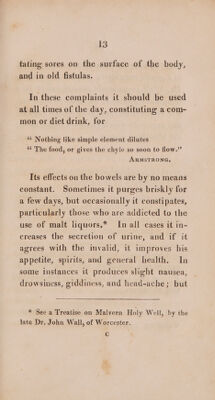 13
tating sores on the surface of the body,
and in old fistulas.
In these complaints it should be used
at all times of the day, constituting a com-
mon or diet drink, for
“ Nothing like simple element dilutes
“ The food, or gives the chyle so soon to flow.”
ARMSTRONG.
Its effects on the bowels are by no means
constant. Sometimes it purges briskly for
a few days, but occasionally it constipates,
particularly those who are addicted to the
use of malt liquors.* In all cases it in-
creases the secretion of urine, and if it
agrees with the invalid, it improves his
appetite, spirits, and general health. In
some instances it produces slight nausea,
drowsiness, giddiness, and head-ache; but
* See a Treatise on Malvern Holy Well, by the
late Dr. John Wall, of Worcester.
C